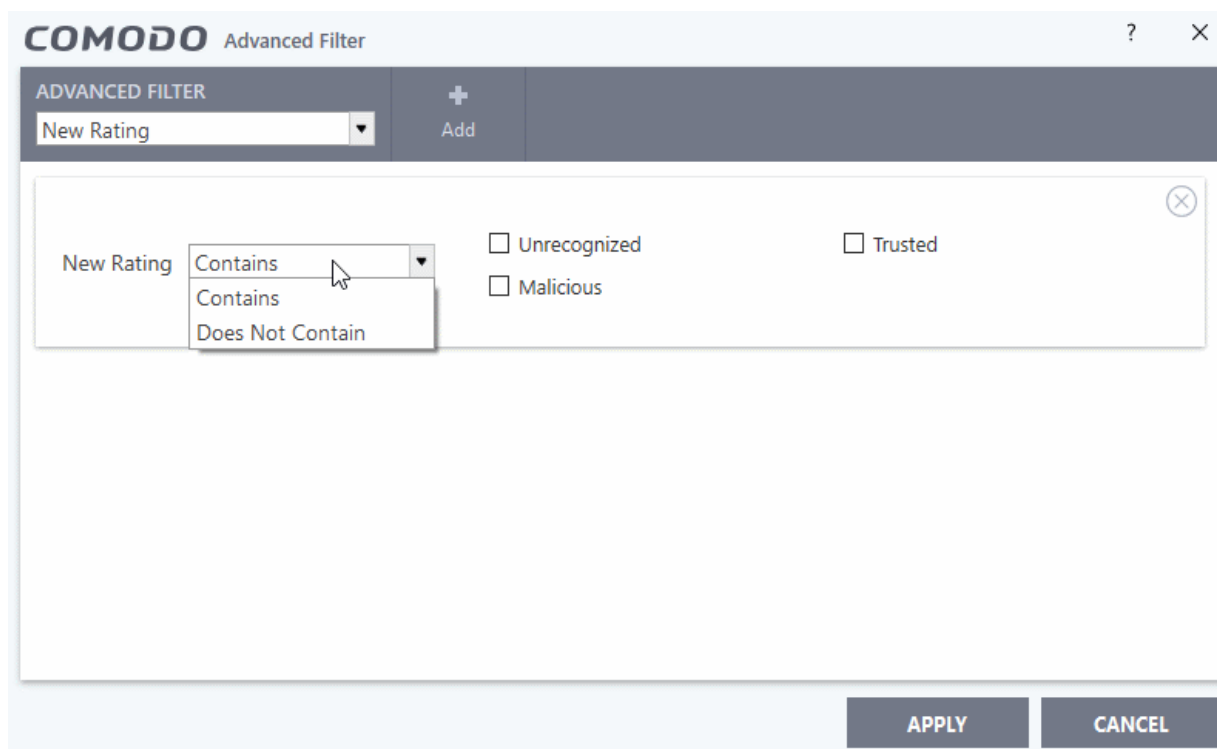 COMODO Advanced Filter ?
ADVANCED FILTER
New Rating
Add
New Rating Contains
Contains
Does Not Contain
Unrecognized
Trusted
Malicious
APPLY CANCEL